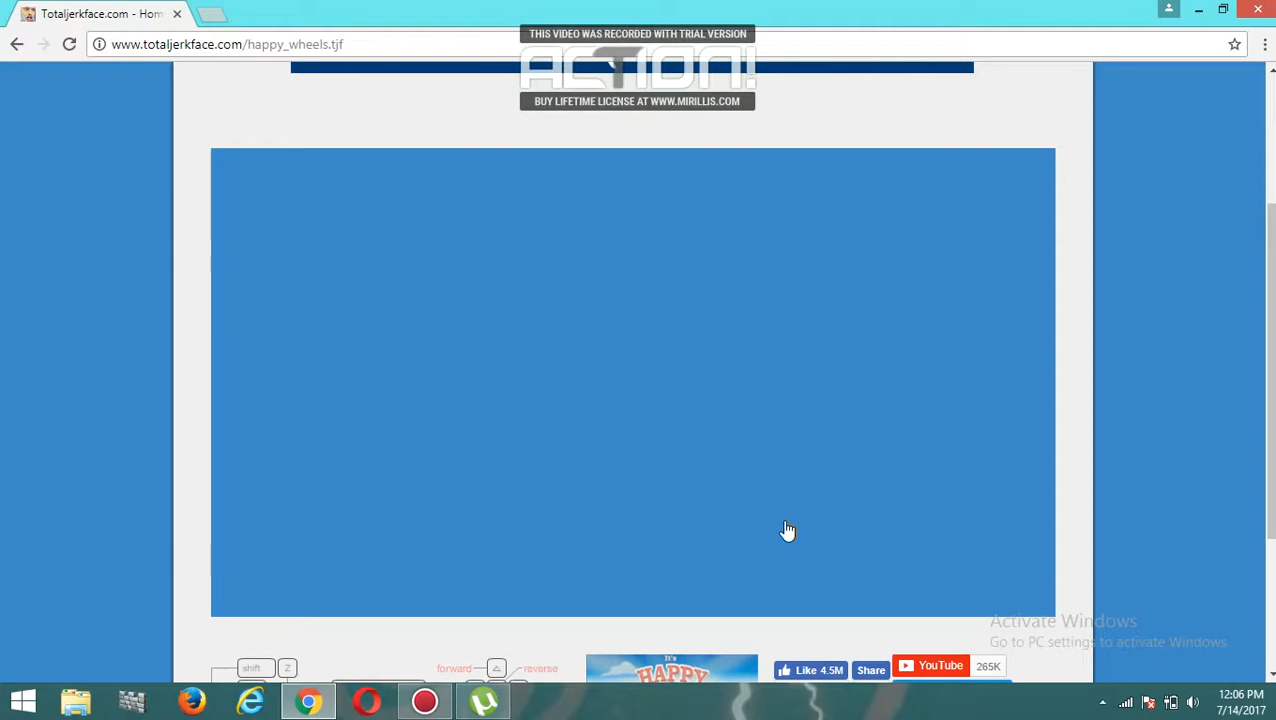 Totaljerkface.com - Hom
www.totaljerkface.com/happy_wheels.tjf
THIS VIDEO WAS RECORDED WITH TRIAL VERSION
ACTION!
BUY LIFETIME LICENSE AT WWW.MIRILLIS.COM
Activate Windows
Go to PC settings to activate Windows.
shift Z
forward
reverse
It's
HAPPY
Like 4.5M
Share
YouTube
265K
12:06 PM
7/14/2017